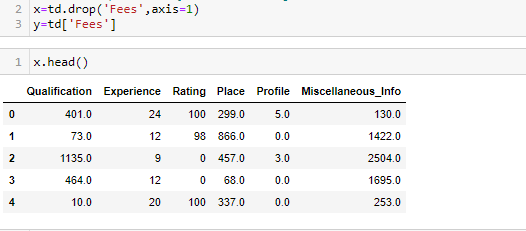 2 x=td.drop('Fees',axis=1)
3 y=td['Fees']
1 x.head()
Qualification Experience Rating Place Profile Miscellaneous_Info
0 401.0 24 100 299.0 5.0 130.0
1 73.0 12 98 866.0 0.0 1422.0
2 1135.0 9 0 457.0 3.0 2504.0
3 464.0 12 0 68.0 0.0 1695.0
4 10.0 20 100 337.0 0.0 253.0